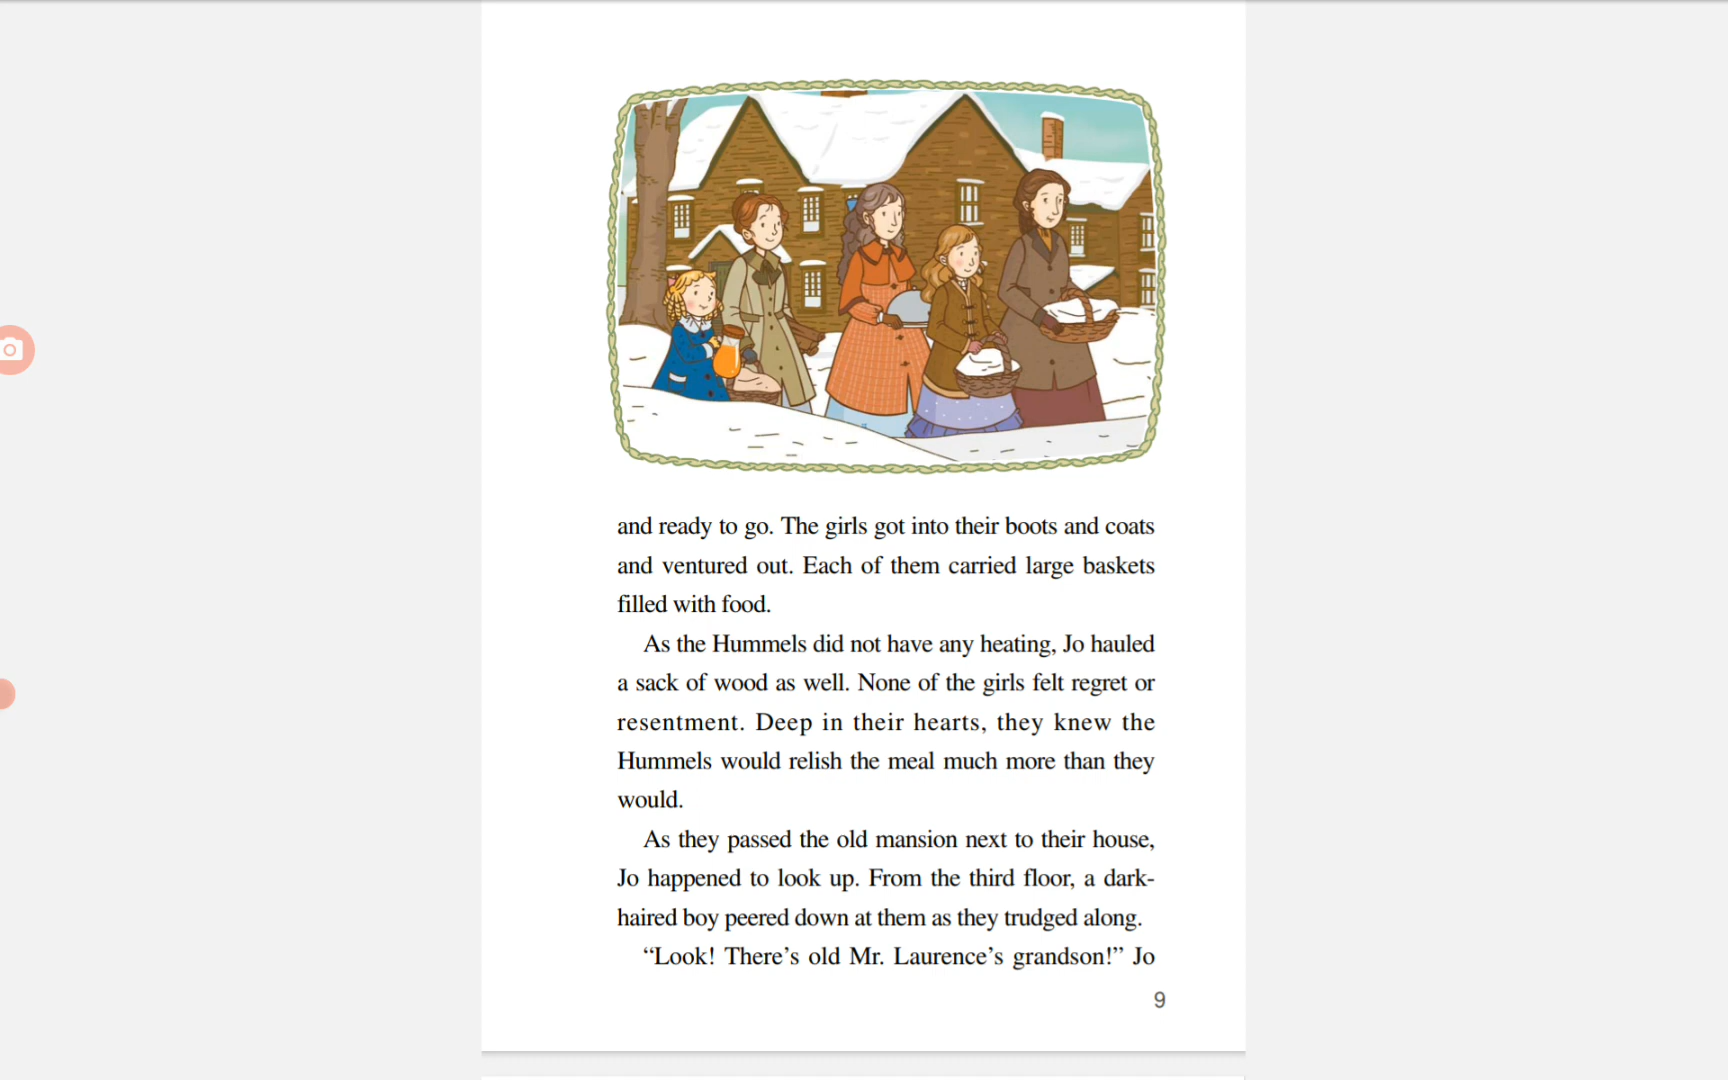 and ready to go. The girls got into their boots and coats
and ventured out. Each of them carried large baskets
filled with food.
As the Hummels did not have any heating, Jo hauled
a sack of wood as well. None of the girls felt regret or
resentment. Deep in their hearts, they knew the
Hummels would relish the meal much more than they
would.
As they passed the old mansion next to their house,
Jo happened to look up. From the third floor, a dark-
haired boy peered down at them as they trudged along.
“Look! There’s old Mr. Laurence’s grandson!” Jo
9